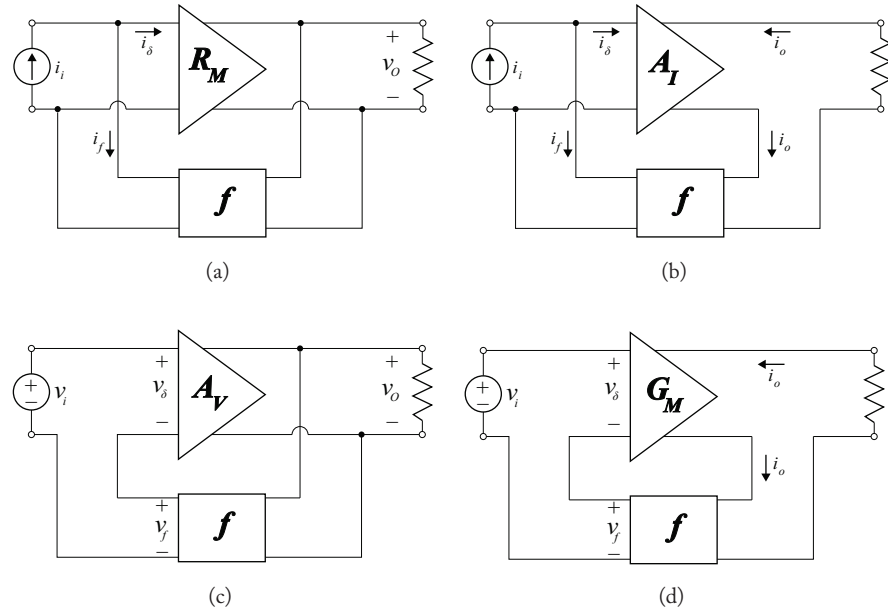 i_i
i_δ
R_M
+
v_O
−
i_f
f
(a)
i_i
i_δ
A_I
i_o
i_f
i_o
f
(b)
+
−
v_i
+
v_δ
−
A_V
+
v_O
−
+
v_f
−
f
(c)
+
−
v_i
+
v_δ
−
G_M
i_o
i_o
+
v_f
−
f
(d)